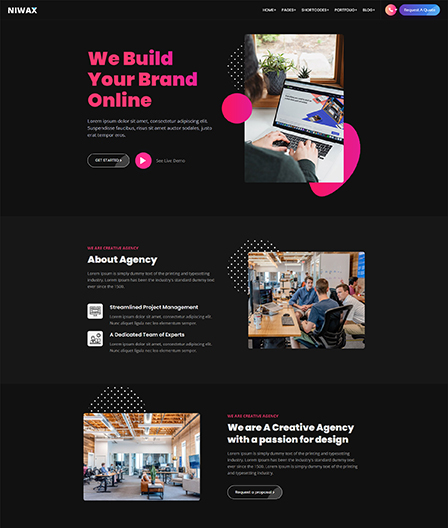 NIWAX
HOME PAGES SHORTCODES PORTFOLIO BLOG
Request A Quote
We Build
Your Brand
Online
Lorem ipsum dolor sit amet, consectetur adipiscing elit.
Suspendisse faucibus, risus sit amet auctor sodales, justo
erat tempor eros.
GET STARTED
See Live Demo
WE ARE CREATIVE AGENCY
About Agency
Lorem Ipsum is simply dummy text of the printing and typesetting
industry. Lorem Ipsum has been the industry's standard dummy text
ever since the 1500.
Streamlined Project Management
Lorem ipsum dolor sit amet, consectetur adipiscing elit.
Nunc aliquet ligula nec elementum semper.
A Dedicated Team of Experts
Lorem ipsum dolor sit amet, consectetur adipiscing elit.
Nunc aliquet ligula nec elementum semper.
WE ARE CREATIVE AGENCY
We are A Creative Agency
with a passion for design
Lorem Ipsum is simply dummy text of the printing and typesetting
industry. Lorem Ipsum has been the industry's standard dummy text
ever since the 1500. Lorem Ipsum is simply dummy text of the printing
and typesetting industry.
Request a proposal